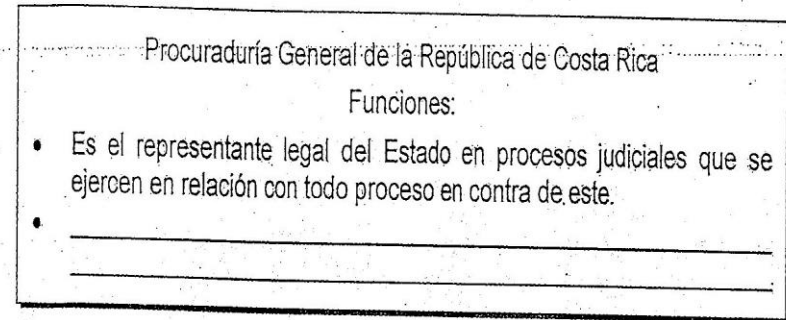 Procuraduría General de la República de Costa Rica
Funciones:
• Es el representante legal del Estado en procesos judiciales que se
ejercen en relación con todo proceso en contra de este.
•